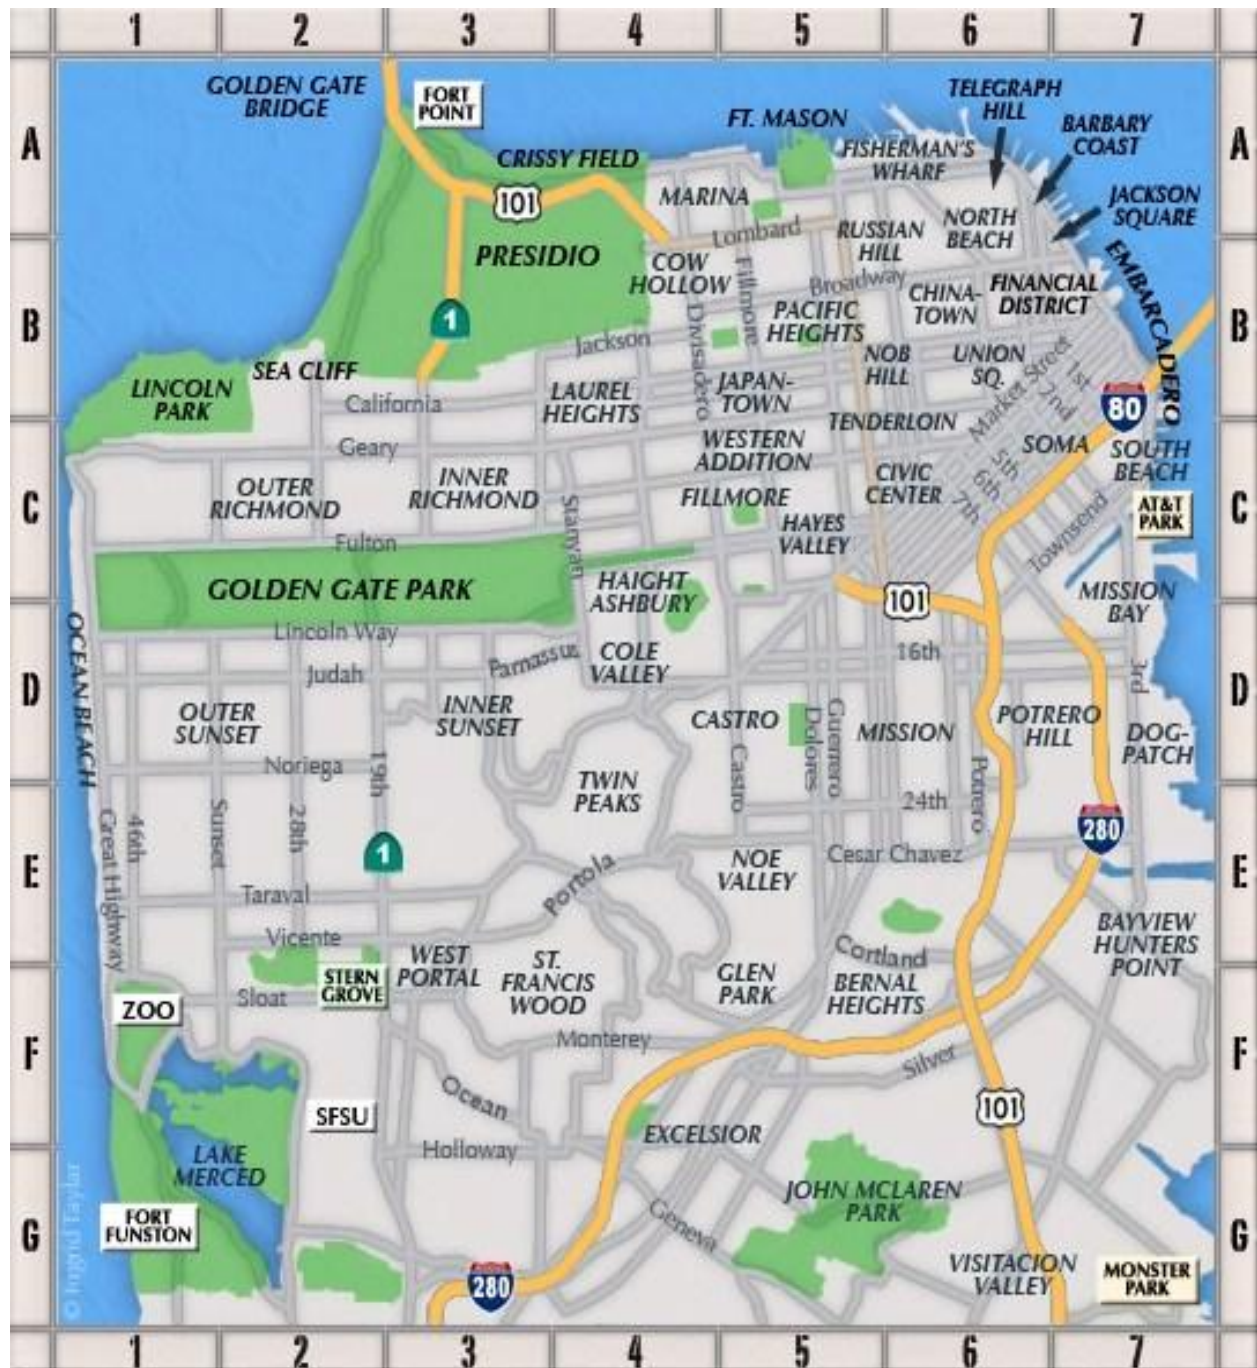 1 2 3 4 5 6 7
A
A
GOLDEN GATE
BRIDGE
FORT
POINT
CRISSY FIELD
101
FT. MASON
TELEGRAPH
HILL
BARBARY
COAST
FISHERMAN'S
WHARF
JACKSON
SQUARE
MARINA
Lombard
RUSSIAN
HILL
NORTH
BEACH
EMBARCADERO
B
B
PRESIDIO
1
COW
HOLLOW
Fillmore
Broadway
PACIFIC
HEIGHTS
CHINA-
TOWN
FINANCIAL
DISTRICT
Jackson
Divisadero
NOB
HILL
UNION
SQ.
Market Street
1st
2nd
80
LINCOLN
PARK
SEA CLIFF
California
LAUREL
HEIGHTS
JAPAN-
TOWN
TENDERLOIN
C
C
Geary
WESTERN
ADDITION
SOMA
SOUTH
BEACH
5th
6th
7th
OUTER
RICHMOND
INNER
RICHMOND
Stanyan
FILLMORE
CIVIC
CENTER
HAYES
VALLEY
Townsend
AT&T
PARK
Fulton
GOLDEN GATE PARK
HAIGHT
ASHBURY
101
MISSION
BAY
D
D
OCEAN BEACH
Lincoln Way
Judah
Parnassus
COLE
VALLEY
16th
3rd
OUTER
SUNSET
INNER
SUNSET
CASTRO
Castro
Dolores
Guerrero
MISSION
Potrero
POTRERO
HILL
DOG-
PATCH
Noriega
19th
TWIN
PEAKS
E
E
Great Highway
46th
Sunset
28th
1
24th
280
Portola
NOE
VALLEY
Cesar Chavez
Taraval
Vicente
WEST
PORTAL
Cortland
BAYVIEW
HUNTERS
POINT
F
F
ZOO
Sloat
STERN
GROVE
ST.
FRANCIS
WOOD
GLEN
PARK
BERNAL
HEIGHTS
Monterey
Silver
Ocean
SFSU
101
EXCELSIOR
Holloway
G
G
LAKE
MERCED
JOHN MCLAREN
PARK
FORT
FUNSTON
Geneva
280
VISITACION
VALLEY
MONSTER
PARK
© Ingrid Taylar
1 2 3 4 5 6 7